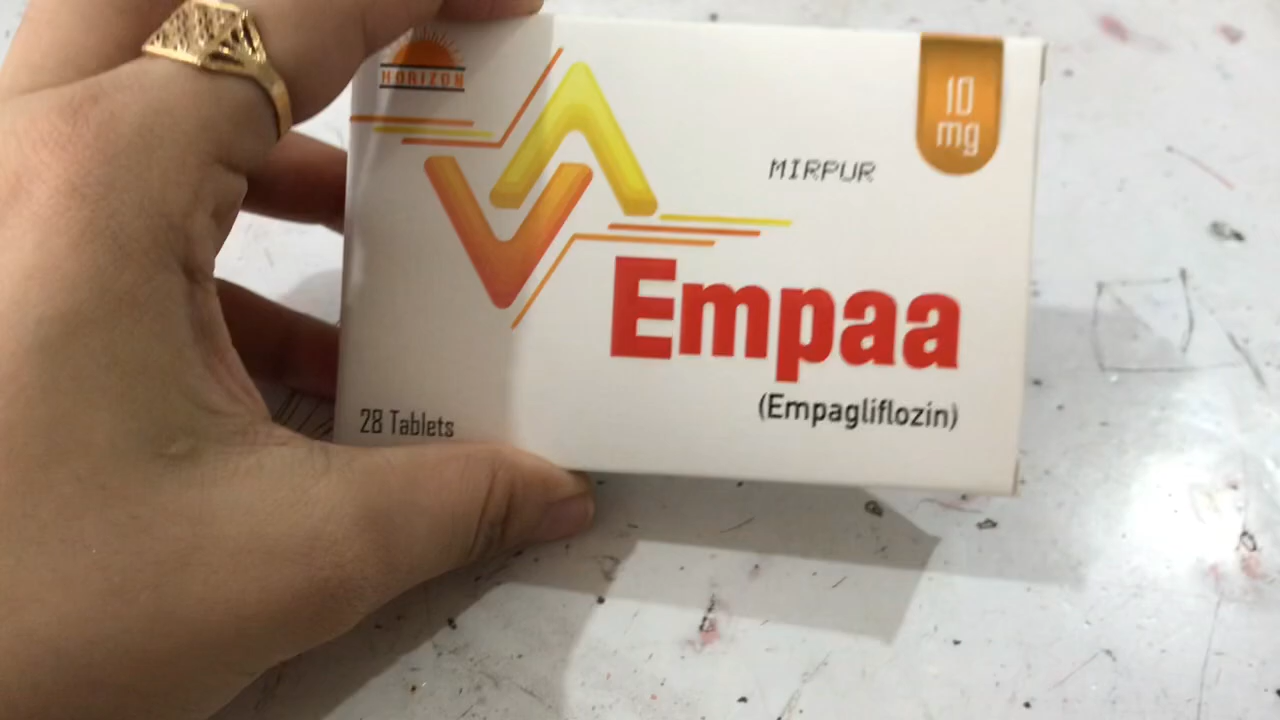 HORIZON
10
mg
MIRPUR
Empaa
(Empagliflozin)
28 Tablets